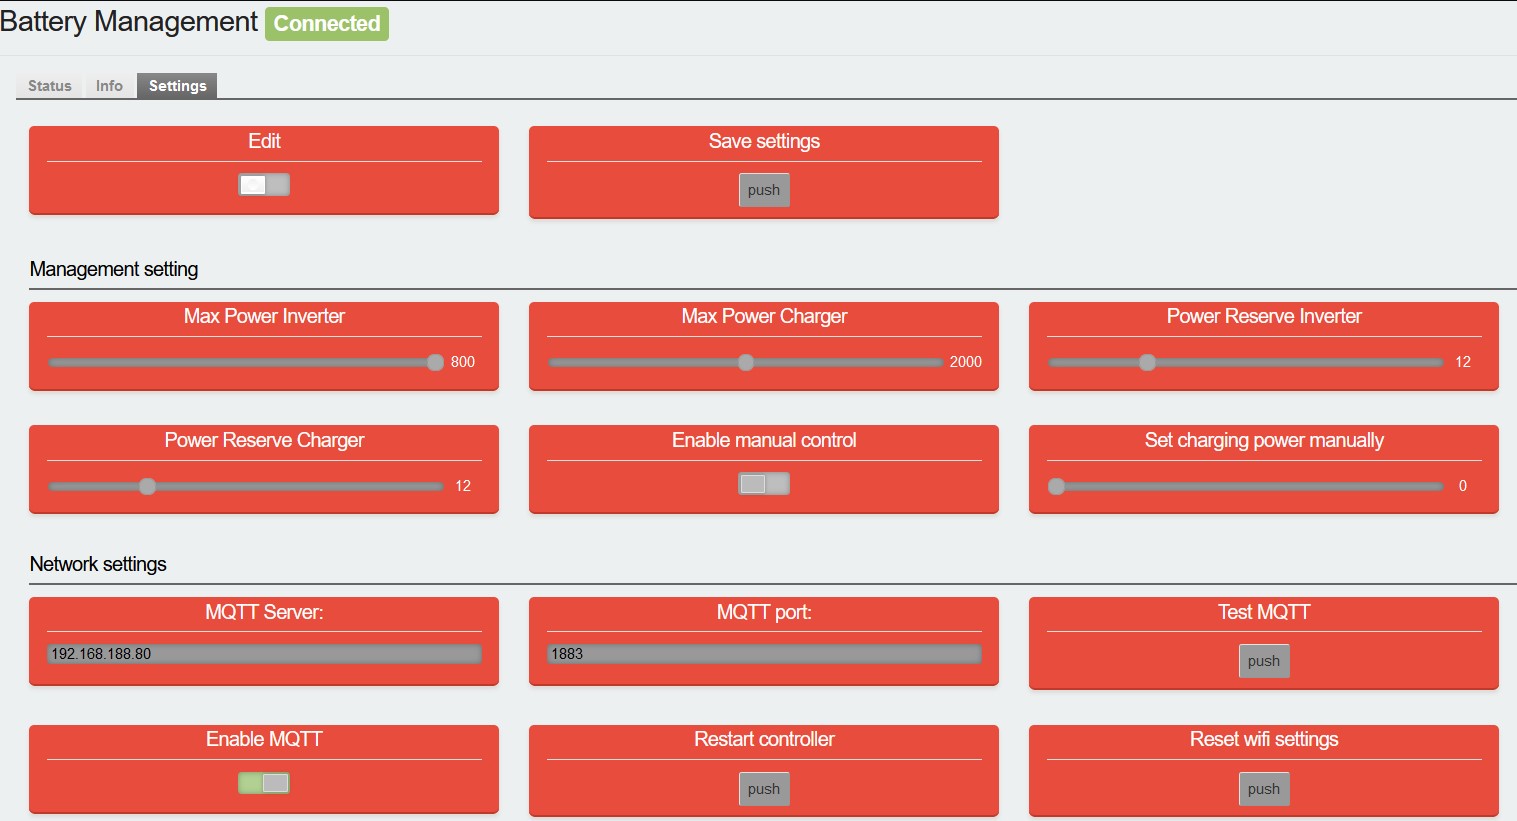 Battery Management Connected
Status Info Settings
Edit
Save settings
push
Management setting
Max Power Inverter
800
Max Power Charger
2000
Power Reserve Inverter
12
Power Reserve Charger
12
Enable manual control
Set charging power manually
0
Network settings
MQTT Server:
192.168.188.80
MQTT port:
1883
Test MQTT
push
Enable MQTT
Restart controller
push
Reset wifi settings
push